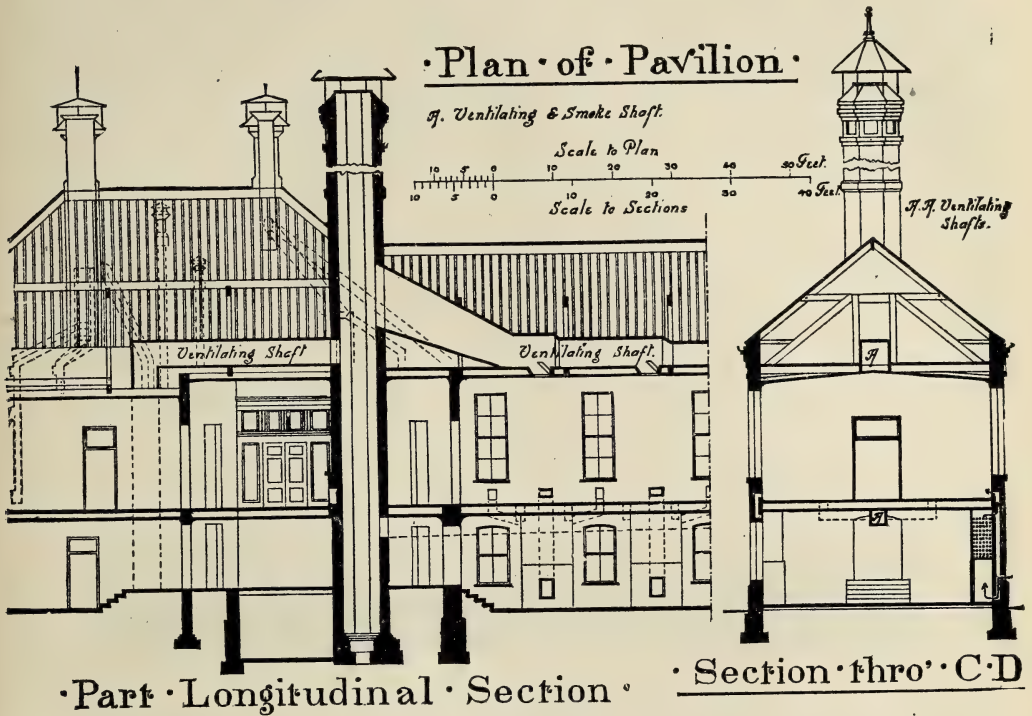 ·Plan·of·Pavilion·
A. Ventilating & Smoke Shaft.
Scale to Plan
10 5 0 10 20 30 40 50 Feet.
10 5 0 10 20 30 40 Feet.
Scale to Sections
A.A. Ventilating
Shafts.
Ventilating Shaft
Ventilating Shaft.
A
A
·Part·Longitudinal·Section·
·Section·thro'·C·D